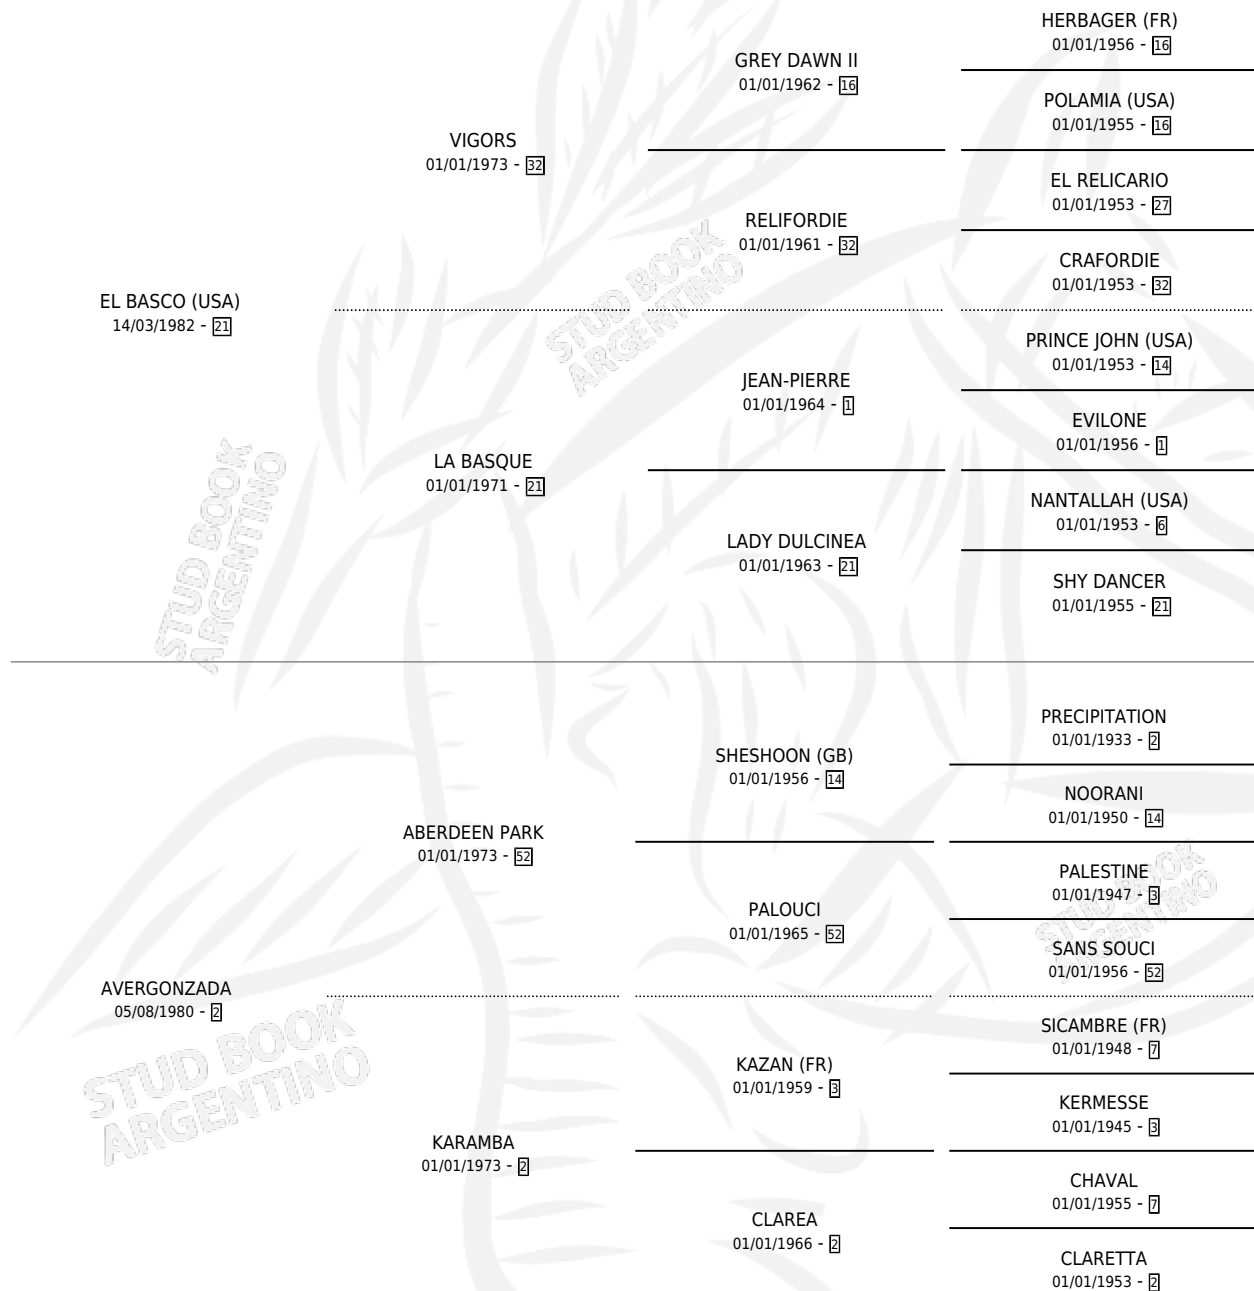 HERBAGER (FR)
01/01/1956 - 16
GREY DAWN II
01/01/1962 - 16
POLAMIA (USA)
01/01/1955 - 16
VIGORS
01/01/1973 - 32
EL RELICARIO
01/01/1953 - 27
RELIFORDIE
01/01/1961 - 32
CRAFORDIE
01/01/1953 - 32
EL BASCO (USA)
14/03/1982 - 21
STUD BOOK
ARGENTINO
PRINCE JOHN (USA)
01/01/1953 - 14
JEAN-PIERRE
01/01/1964 - 1
EVILONE
01/01/1956 - 1
LA BASQUE
01/01/1971 - 21
NANTALLAH (USA)
01/01/1953 - 6
LADY DULCINEA
01/01/1963 - 21
SHY DANCER
01/01/1955 - 21
STUD BOOK
ARGENTINO
PRECIPITATION
01/01/1933 - 2
SHESHOON (GB)
01/01/1956 - 14
NOORANI
01/01/1950 - 14
ABERDEEN PARK
01/01/1973 - 52
PALESTINE
01/01/1947 - 3
PALOUCI
01/01/1965 - 52
SANS SOUCI
01/01/1956 - 52
STUD BOOK
ARGENTINO
AVERGONZADA
05/08/1980 - 2
SICAMBRE (FR)
01/01/1948 - 7
KAZAN (FR)
01/01/1959 - 3
KERMESSE
01/01/1945 - 3
STUD BOOK
ARGENTINO
KARAMBA
01/01/1973 - 2
CHAVAL
01/01/1955 - 7
CLAREA
01/01/1966 - 2
CLARETTA
01/01/1953 - 2